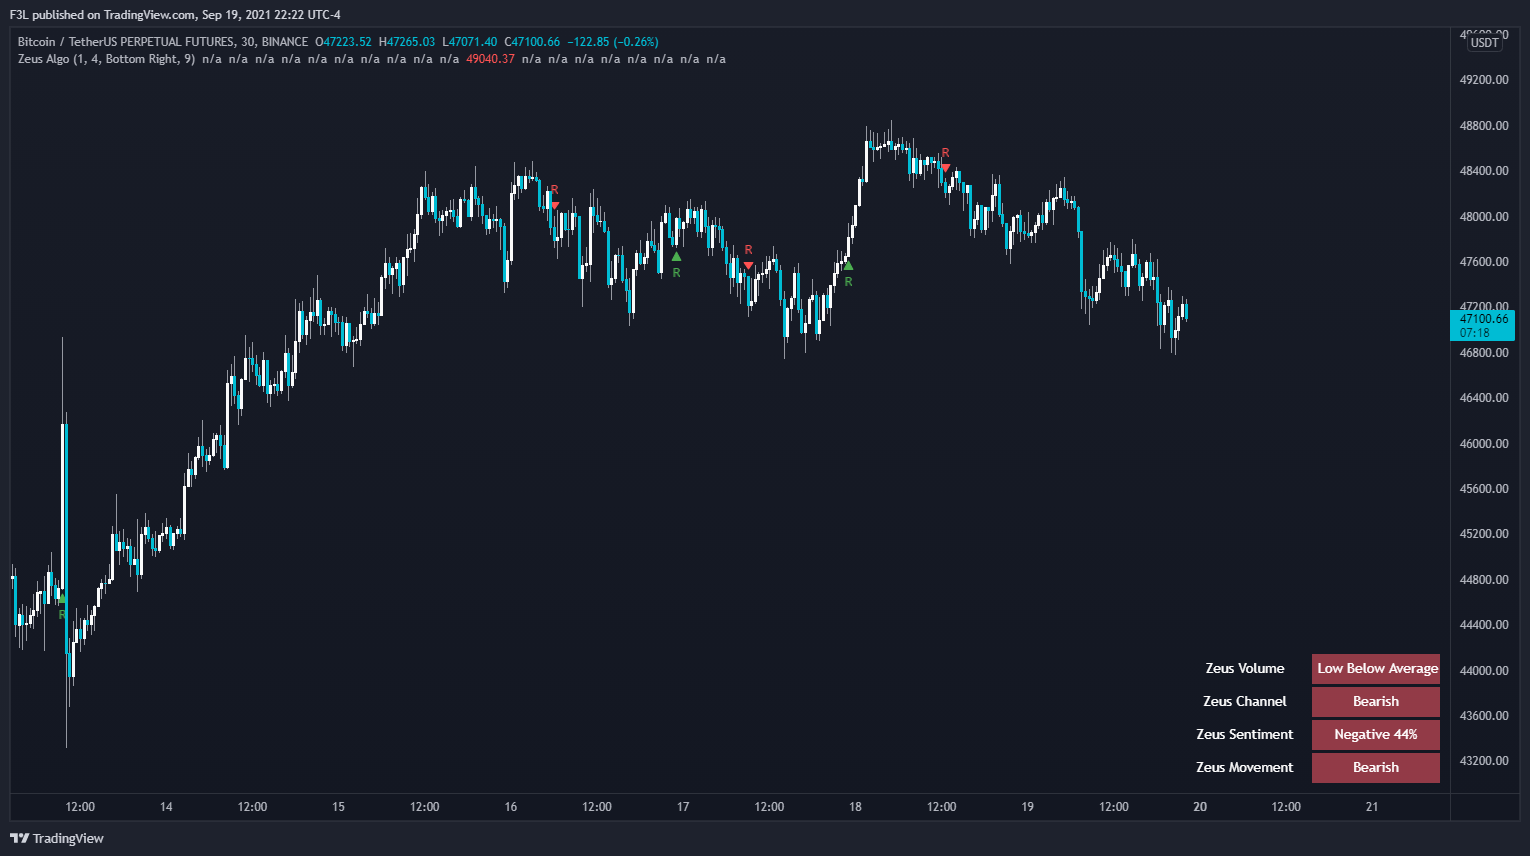 F3L published on TradingView.com, Sep 19, 2021 22:22 UTC-4
Bitcoin / TetherUS PERPETUAL FUTURES, 30, BINANCE O47223.52 H47265.03 L47071.40 C47100.66 −122.85 (−0.26%)
Zeus Algo (1, 4, Bottom Right, 9) n/a n/a n/a n/a n/a n/a n/a n/a n/a n/a 49040.37 n/a n/a n/a n/a n/a n/a n/a n/a
USDT
49200.00
48800.00
48400.00
48000.00
47600.00
47200.00
47100.66
07:18
46800.00
46400.00
46000.00
45600.00
45200.00
44800.00
44400.00
44000.00
43600.00
43200.00
R
R
R
R
R
R
Zeus Volume Low Below Average
Zeus Channel Bearish
Zeus Sentiment Negative 44%
Zeus Movement Bearish
12:00 14 12:00 15 12:00 16 12:00 17 12:00 18 12:00 19 12:00 20 12:00 21
TradingView